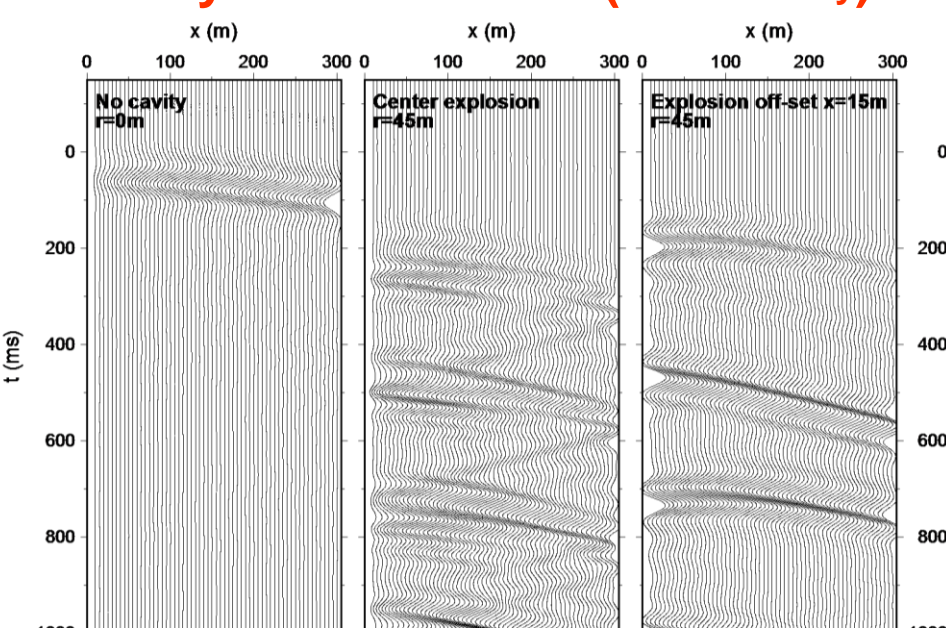 x (m) x (m) x (m)
0 100 200 300 0 100 200 300 0 100 200 300
No cavity
r=0m
Center explosion
r=45m
Explosion off-set x=15m
r=45m
0 0
200 200
400 400
t (ms)
600 600
800 800